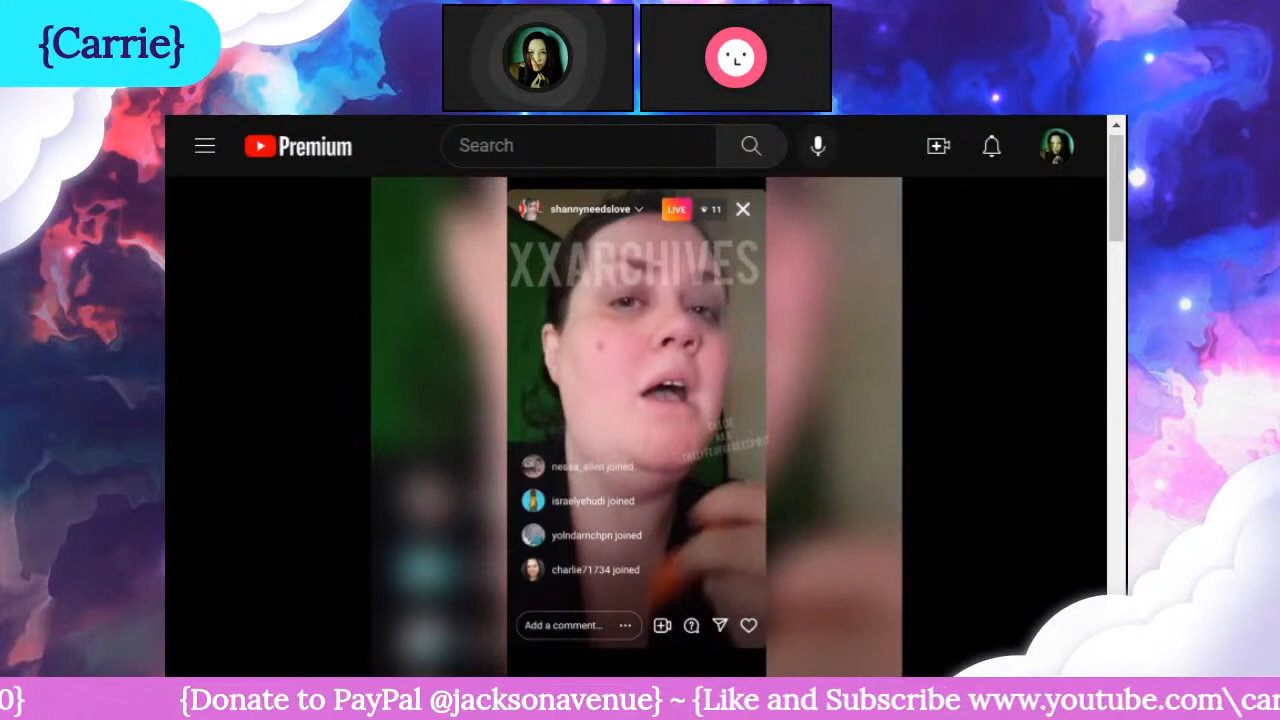 {Carrie}
Premium
Search
shannyneedslove
LIVE
11
XXARCHIVES
nessa_ellen joined
israelyehudi joined
yolndamchpn joined
charlie71734 joined
Add a comment...
0} {Donate to PayPal @jacksonavenue} ~ {Like and Subscribe www.youtube.com\car